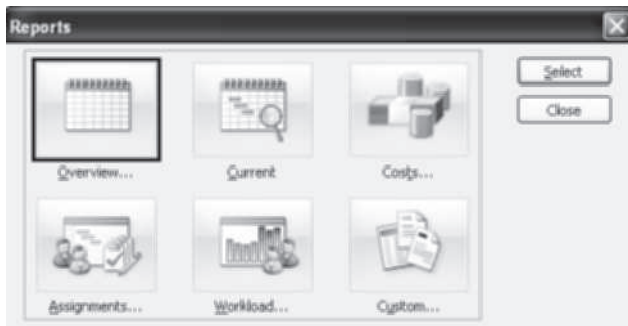 Reports
Select
Close
Overview...
Current
Costs...
Assignments...
Workload...
Custom...